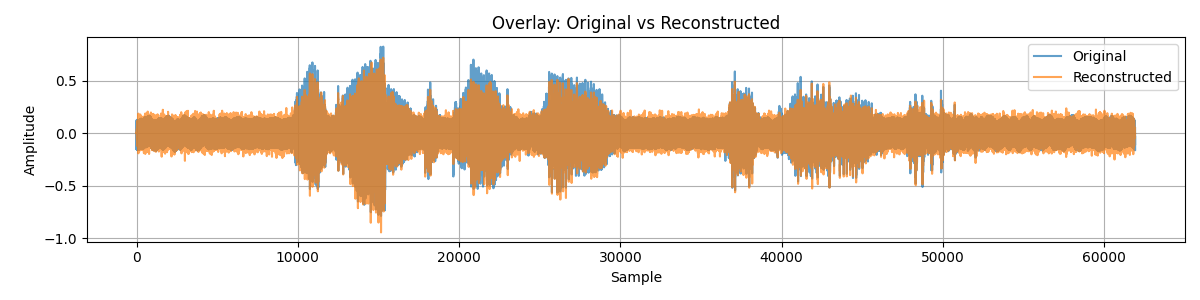 Overlay: Original vs Reconstructed
Original
Reconstructed
Amplitude
0.5
0.0
−0.5
−1.0
0 10000 20000 30000 40000 50000 60000
Sample